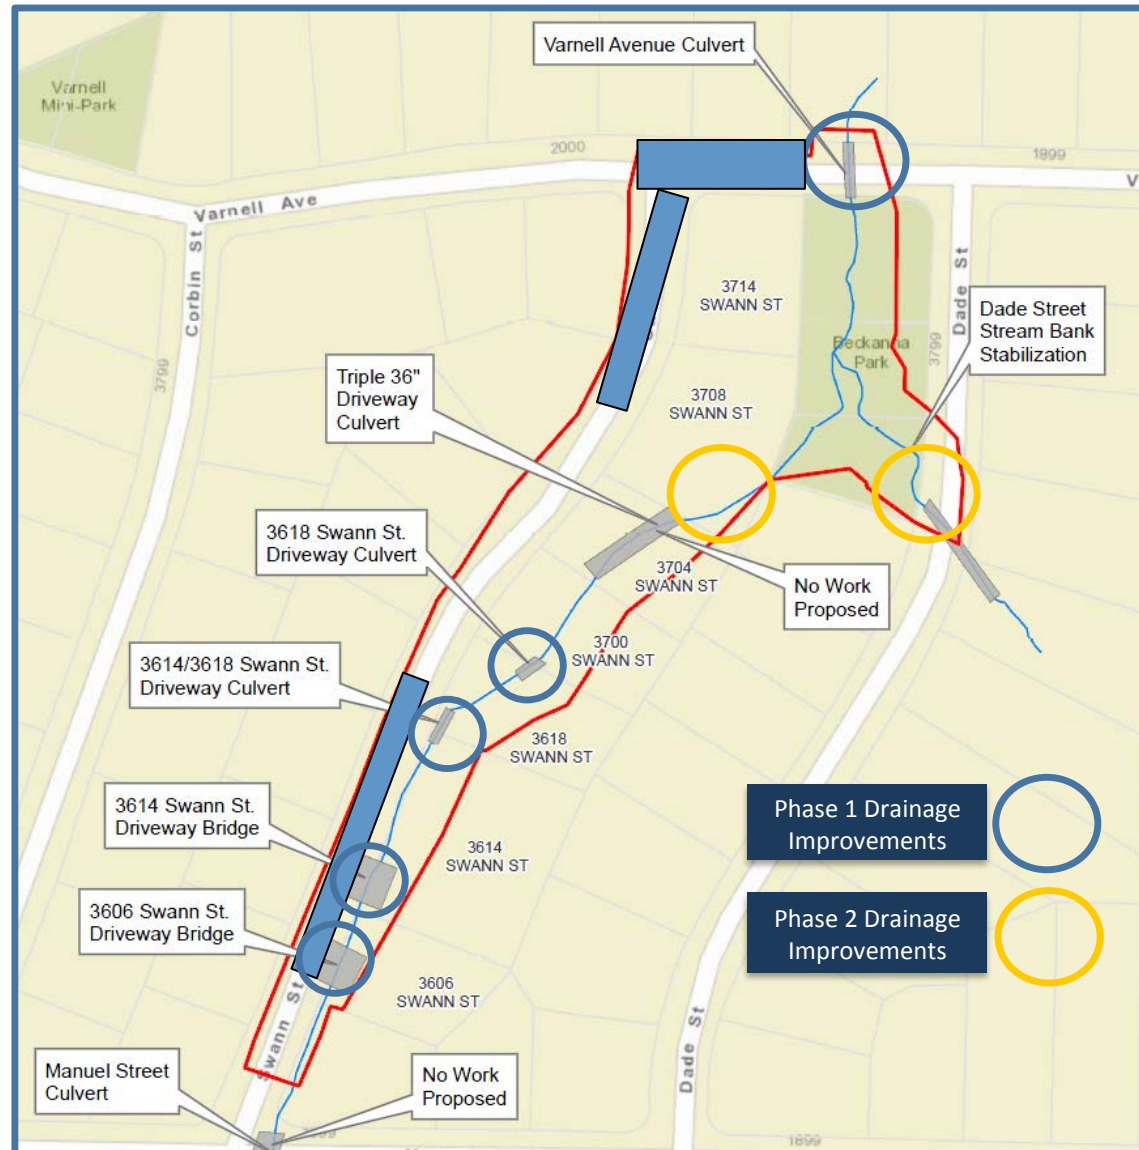 Varnell Avenue Culvert
Varnell
Mini-Park
2000
1899
V
Varnell Ave
Corbin St
3799
3714
SWANN ST
Dade St
3799
Dade Street
Stream Bank
Stabilization
Beckanna
Park
Triple 36"
Driveway
Culvert
3708
SWANN ST
3618 Swann St.
Driveway Culvert
3704
SWANN ST
No Work
Proposed
3700
SWANN ST
3614/3618 Swann St.
Driveway Culvert
3618
SWANN ST
3614 Swann St.
Driveway Bridge
3614
SWANN ST
Phase 1 Drainage
Improvements
3606 Swann St.
Driveway Bridge
Phase 2 Drainage
Improvements
3606
SWANN ST
Swann St
Dade St
Manuel Street
Culvert
No Work
Proposed
1899